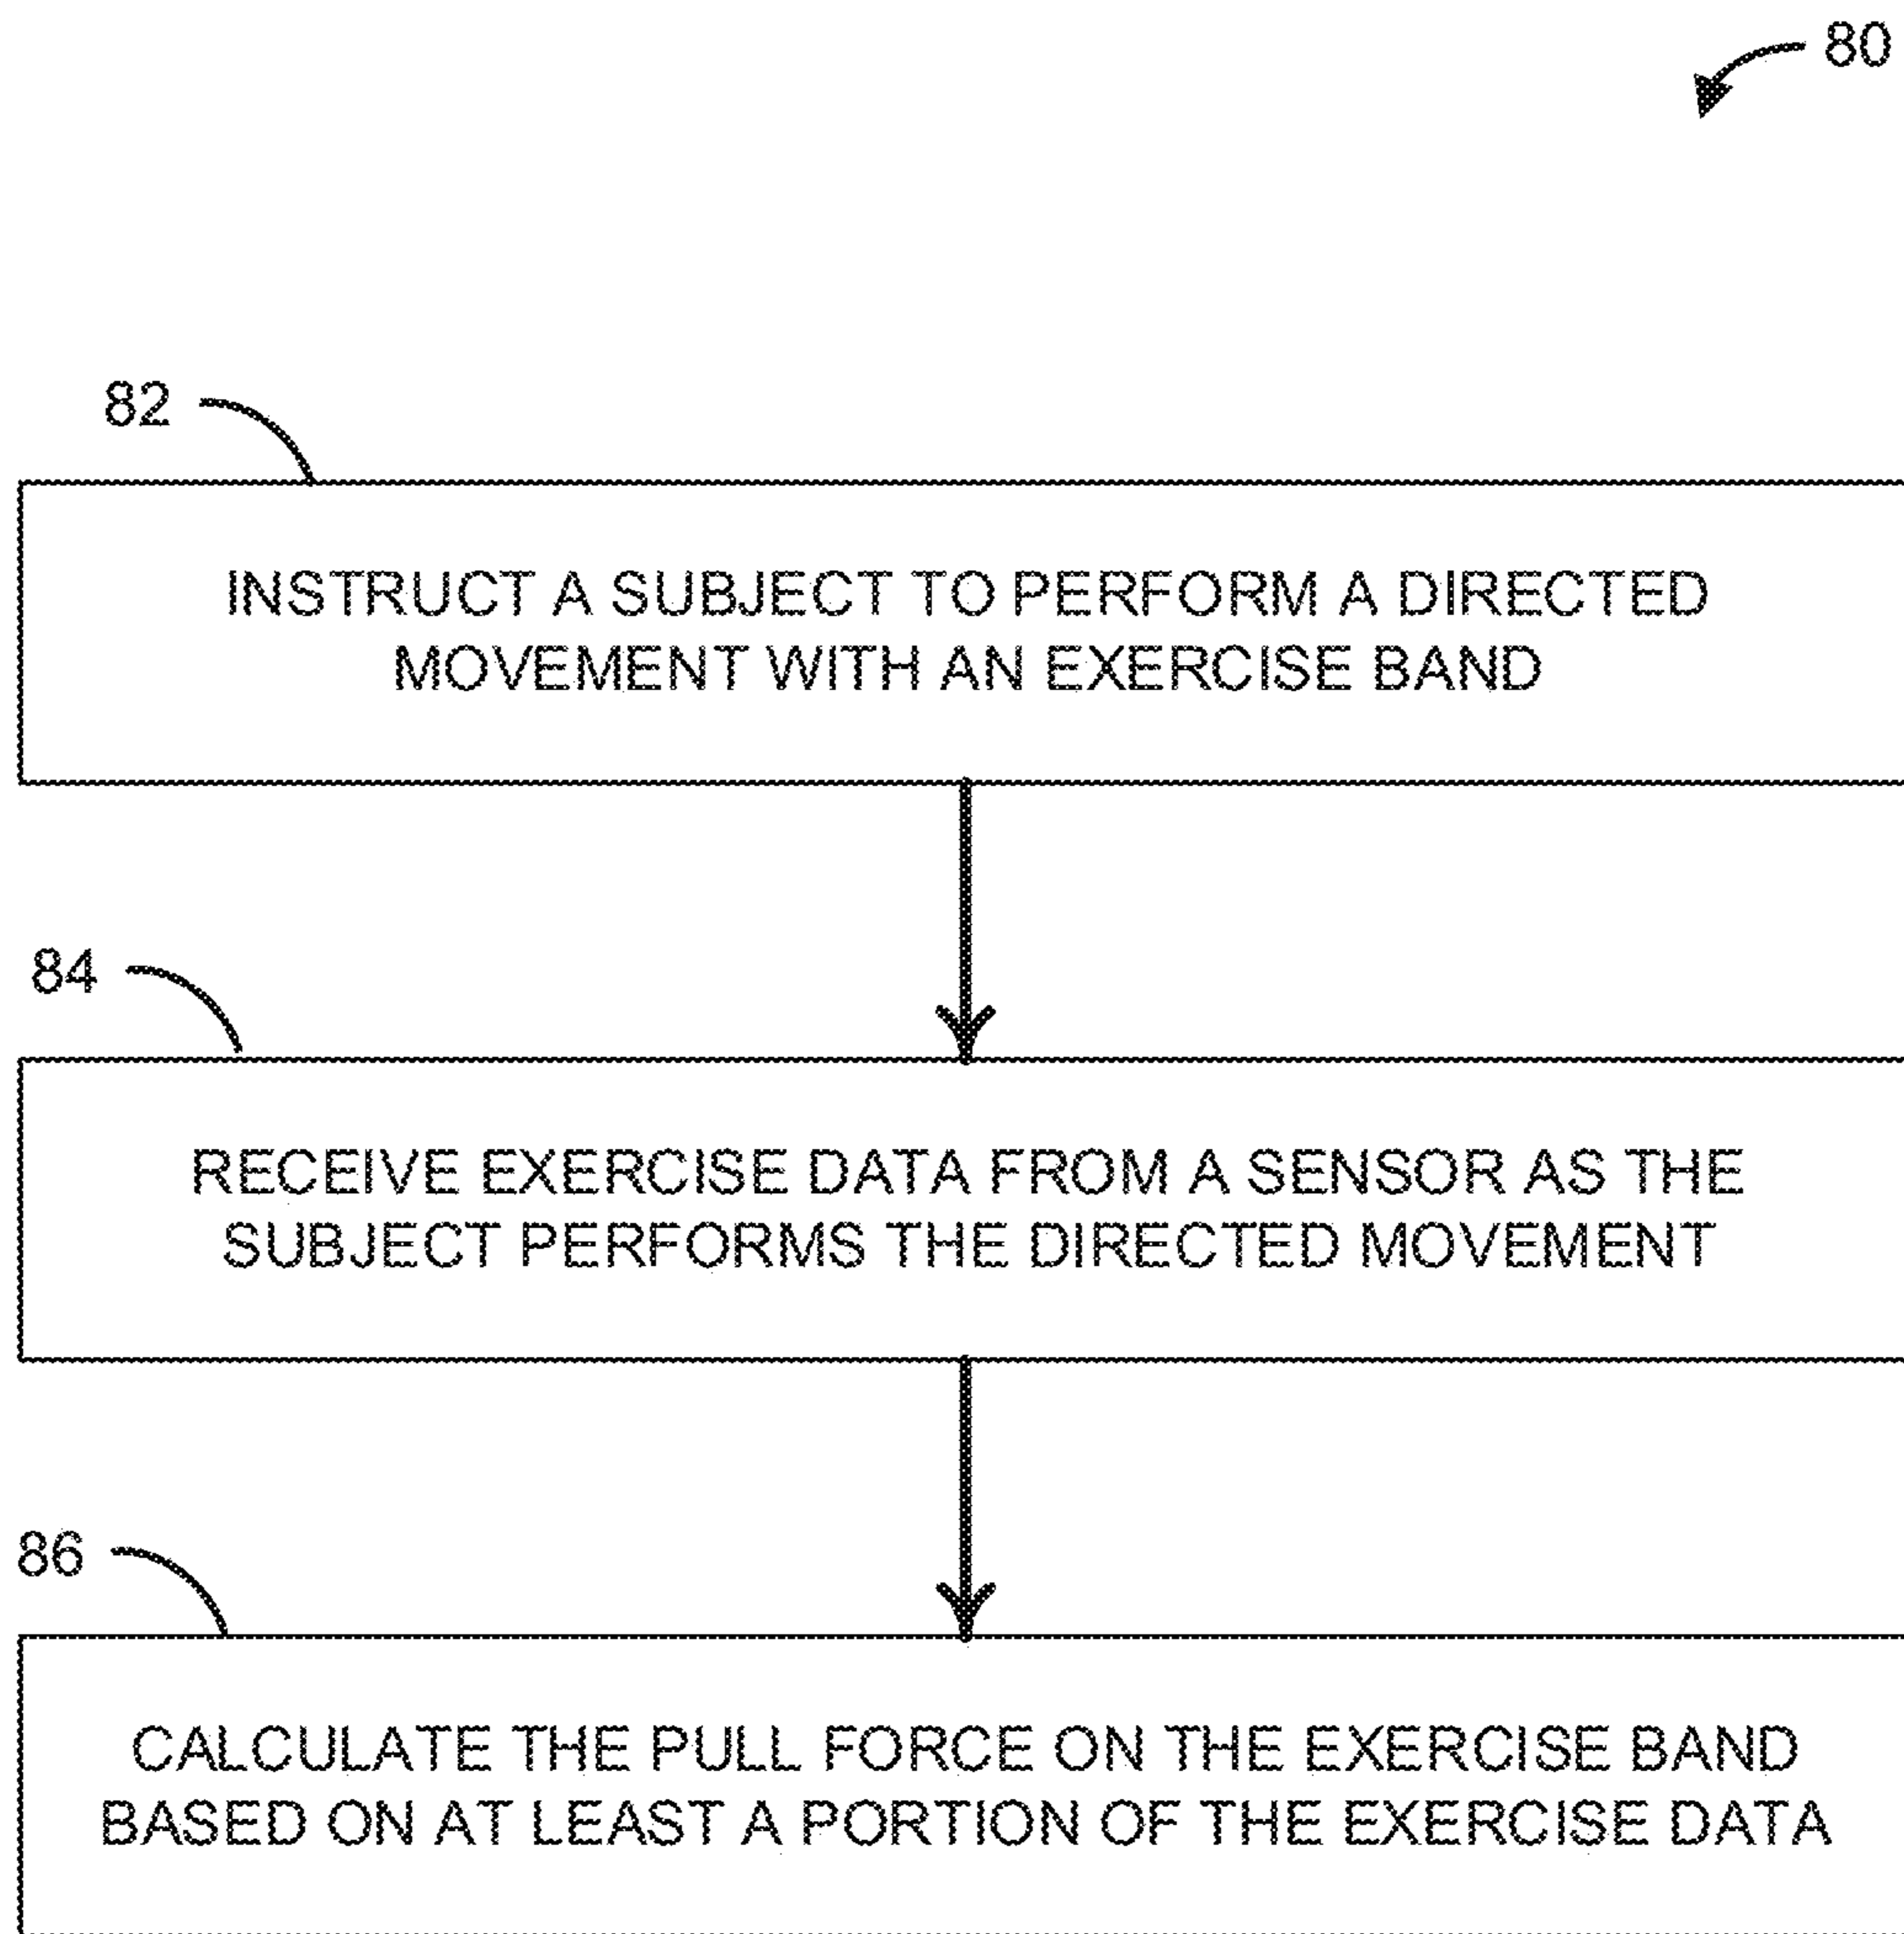 80
82
INSTRUCT A SUBJECT TO PERFORM A DIRECTED
MOVEMENT WITH AN EXERCISE BAND
84
RECEIVE EXERCISE DATA FROM A SENSOR AS THE
SUBJECT PERFORMS THE DIRECTED MOVEMENT
86
CALCULATE THE PULL FORCE ON THE EXERCISE BAND
BASED ON AT LEAST A PORTION OF THE EXERCISE DATA